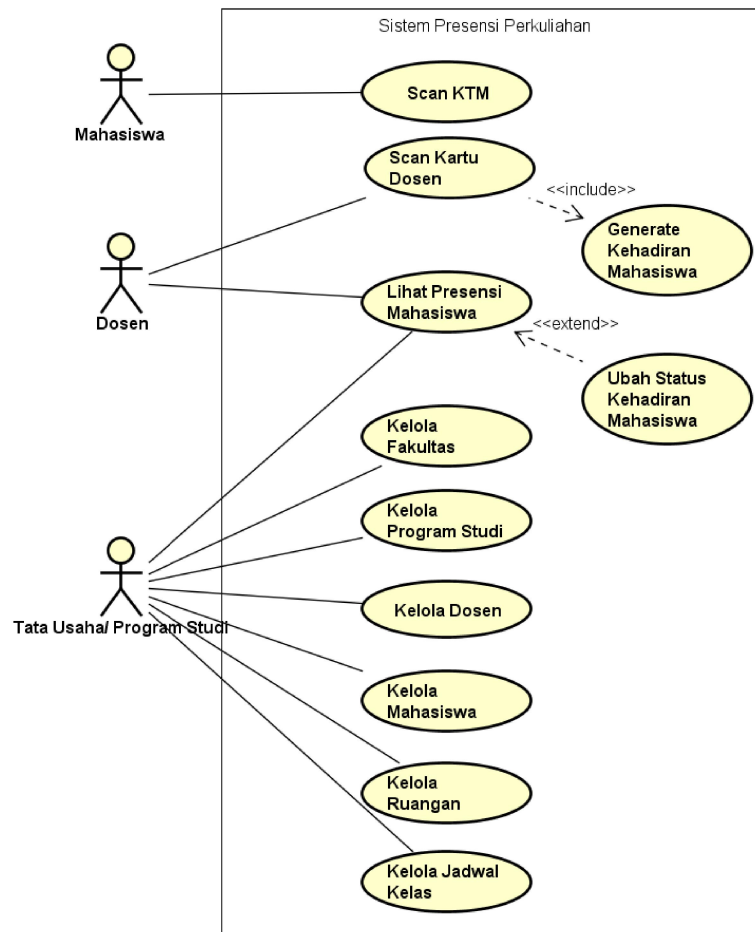 Sistem Presensi Perkuliahan
Mahasiswa
Scan KTM
Scan Kartu
Dosen
<<include>>
Generate
Kehadiran
Mahasiswa
Dosen
Lihat Presensi
Mahasiswa
<<extend>>
Ubah Status
Kehadiran
Mahasiswa
Kelola
Fakultas
Kelola
Program Studi
Tata Usaha/ Program Studi
Kelola Dosen
Kelola
Mahasiswa
Kelola
Ruangan
Kelola Jadwal
Kelas